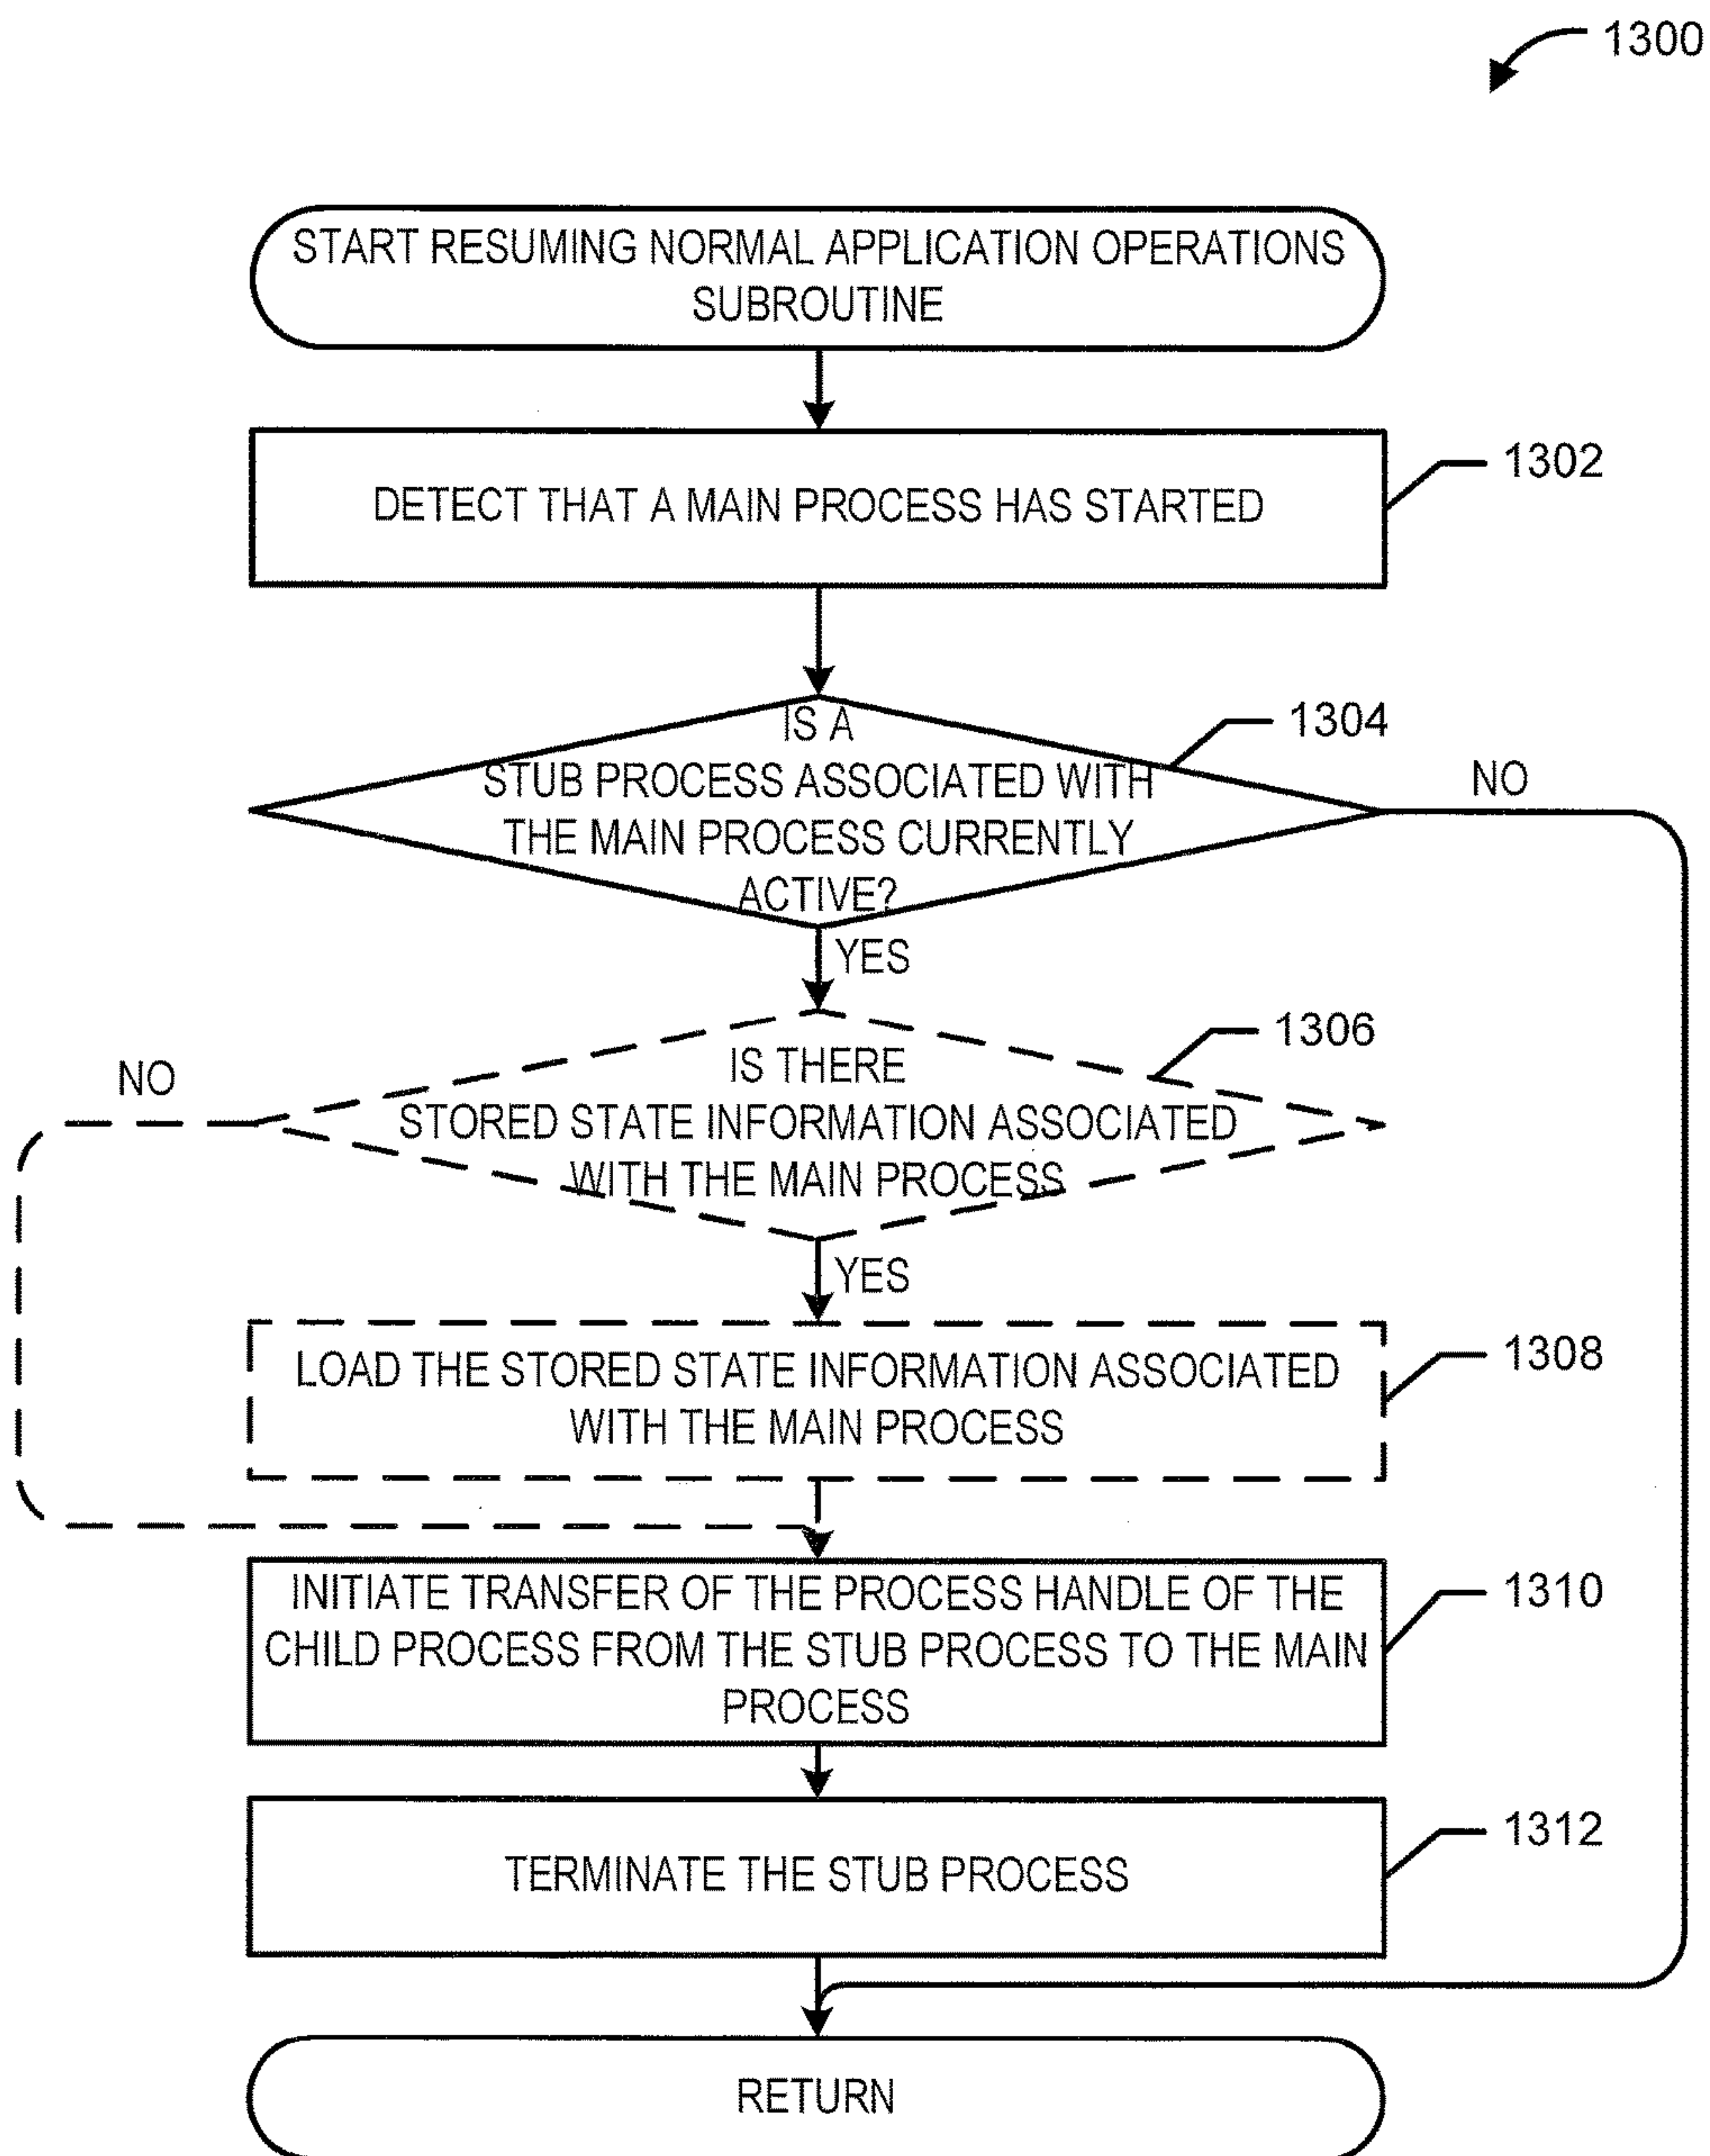 1300
START RESUMING NORMAL APPLICATION OPERATIONS
SUBROUTINE
DETECT THAT A MAIN PROCESS HAS STARTED
1302
IS A
STUB PROCESS ASSOCIATED WITH
THE MAIN PROCESS CURRENTLY
ACTIVE?
1304
NO
YES
IS THERE
STORED STATE INFORMATION ASSOCIATED
WITH THE MAIN PROCESS
1306
NO
YES
LOAD THE STORED STATE INFORMATION ASSOCIATED
WITH THE MAIN PROCESS
1308
INITIATE TRANSFER OF THE PROCESS HANDLE OF THE
CHILD PROCESS FROM THE STUB PROCESS TO THE MAIN
PROCESS
1310
TERMINATE THE STUB PROCESS
1312
RETURN